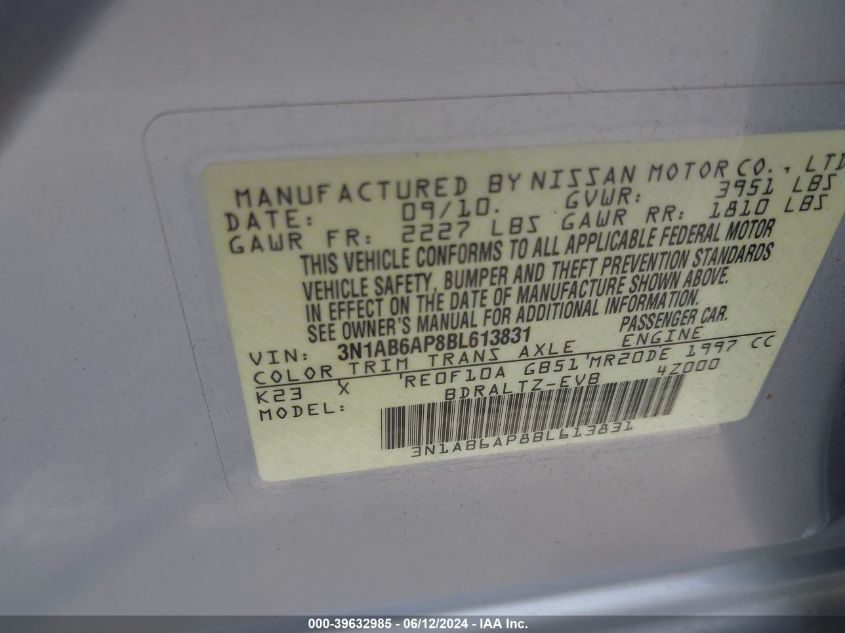 MANUFACTURED BY NISSAN MOTOR CO., LTD
DATE: 09/10. GVWR: 3951 LBS
GAWR FR: 2227 LBS GAWR RR: 1810 LBS
THIS VEHICLE CONFORMS TO ALL APPLICABLE FEDERAL MOTOR
VEHICLE SAFETY, BUMPER AND THEFT PREVENTION STANDARDS
IN EFFECT ON THE DATE OF MANUFACTURE SHOWN ABOVE.
SEE OWNER'S MANUAL FOR ADDITIONAL INFORMATION.
VIN: 3N1AB6AP8BL613831 PASSENGER CAR.
COLOR TRIM TRANS AXLE ENGINE
K23 X RE0F10A GB51 MR20DE 1997 CC
MODEL: BDRALTZ-EVB 4Z000
3N1AB6AP8BL613831
000-39632985 - 06/12/2024 - IAA Inc.